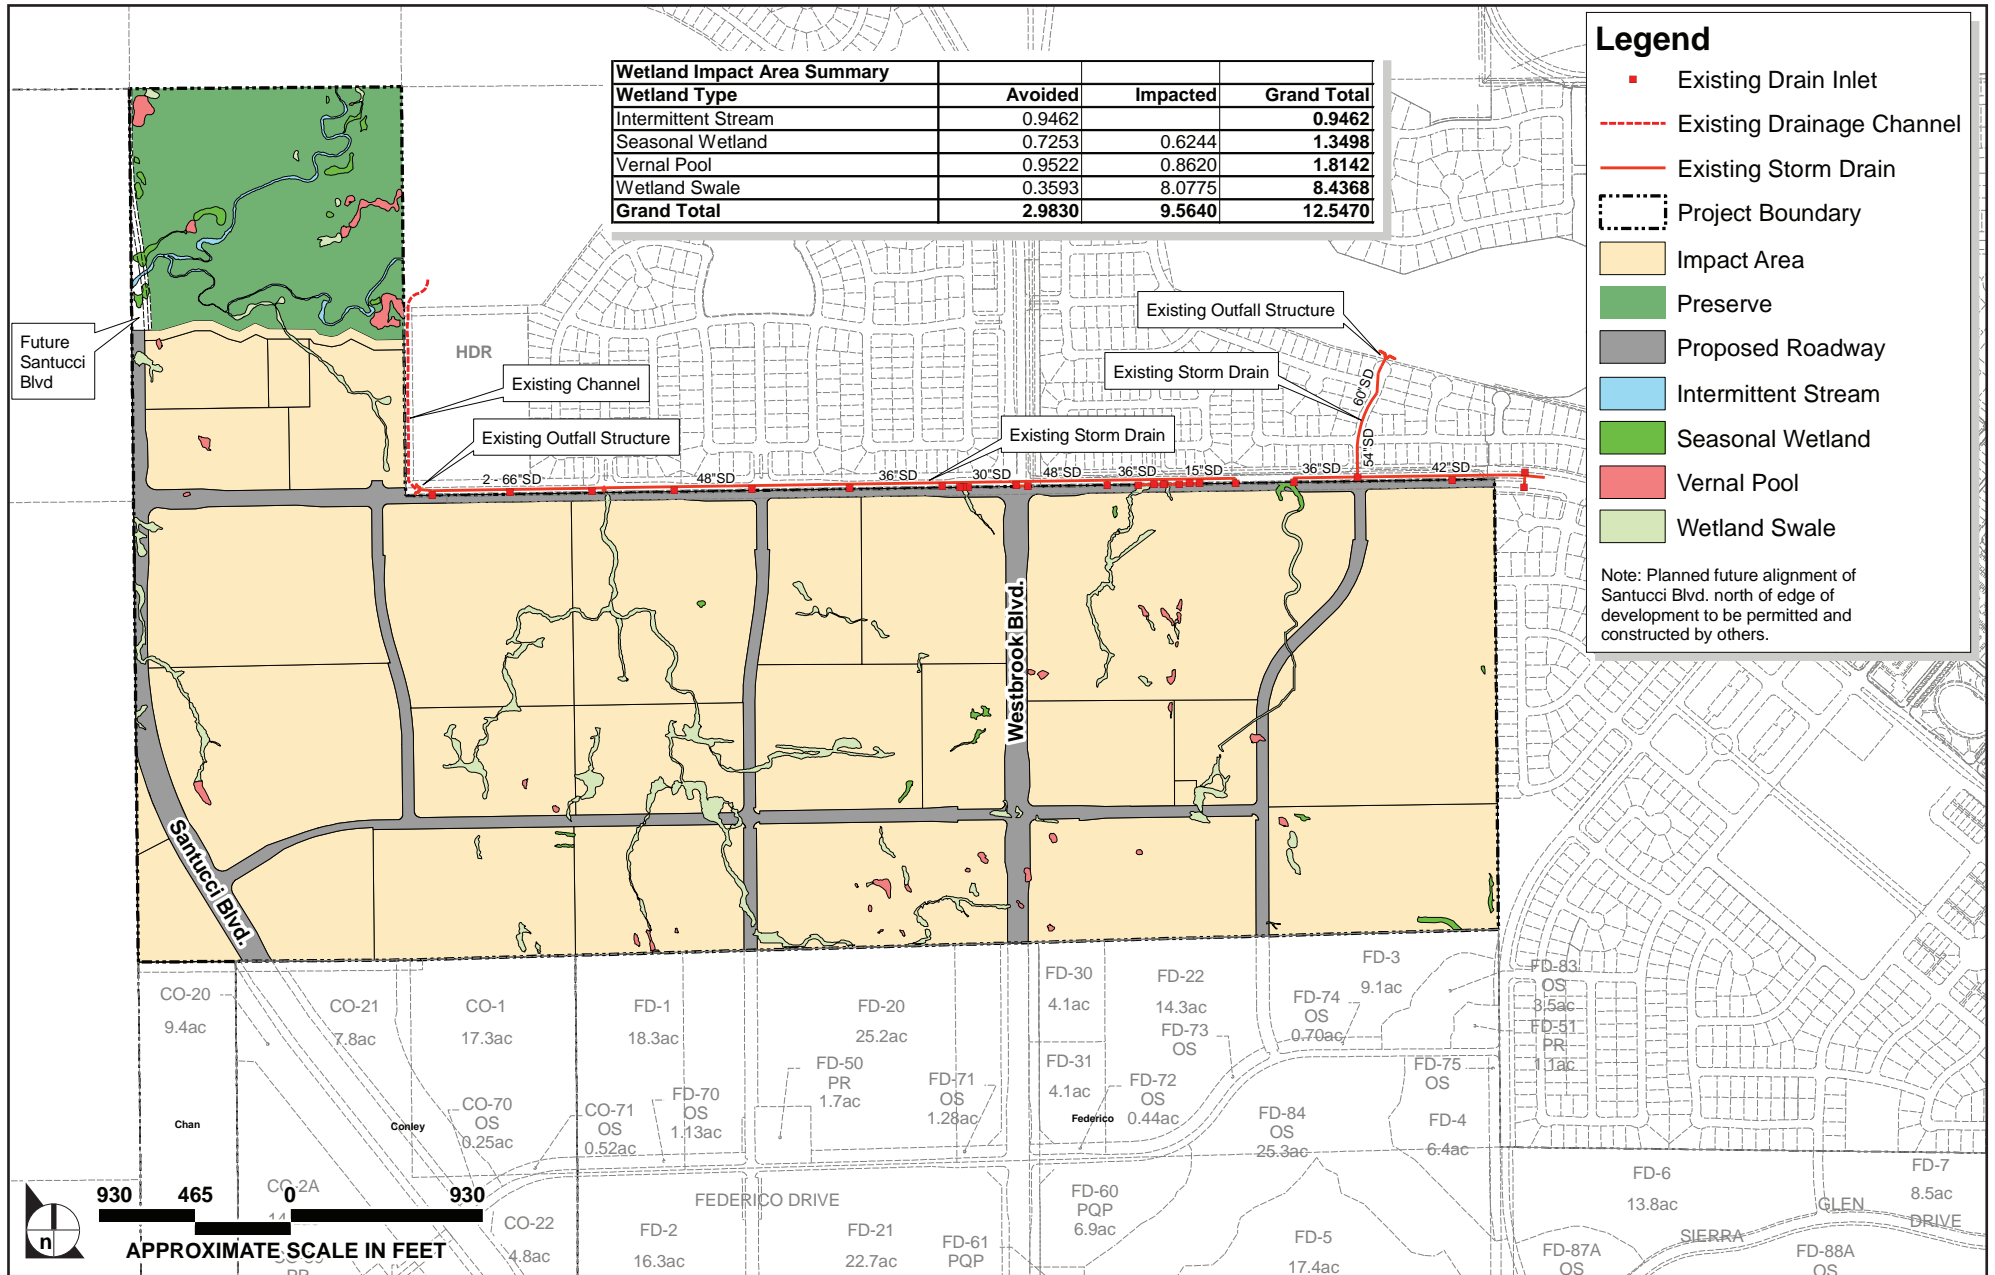 Wetland Impact Area Summary
Wetland Type Avoided Impacted Grand Total
Intermittent Stream 0.9462 0.9462
Seasonal Wetland 0.7253 0.6244 1.3498
Vernal Pool 0.9522 0.8620 1.8142
Wetland Swale 0.3593 8.0775 8.4368
Grand Total 2.9830 9.5640 12.5470
Legend
Existing Drain Inlet
Existing Drainage Channel
Existing Storm Drain
Project Boundary
Impact Area
Preserve
Proposed Roadway
Intermittent Stream
Seasonal Wetland
Vernal Pool
Wetland Swale
Note: Planned future alignment of
Santucci Blvd. north of edge of
development to be permitted and
constructed by others.
Future
Santucci
Blvd
HDR
Existing Channel
Existing Outfall Structure
Existing Outfall Structure
Existing Storm Drain
Existing Storm Drain
60"SD
54"SD
2 - 66"SD
48"SD
36"SD
30"SD
48"SD
36"SD
15"SD
36"SD
42"SD
Westbrook Blvd.
Santucci Blvd.
CO-20
9.4ac
CO-21
7.8ac
CO-1
17.3ac
FD-1
18.3ac
FD-20
25.2ac
FD-30
4.1ac
FD-22
14.3ac
FD-3
9.1ac
FD-74
OS
0.70ac
FD-83
OS
3.5ac
FD-51
PR
1.1ac
FD-73
OS
FD-31
4.1ac
FD-50
PR
1.7ac
FD-71
OS
1.28ac
FD-72
OS
0.44ac
FD-75
OS
FD-70
OS
1.13ac
CO-70
OS
0.25ac
CO-71
OS
0.52ac
Chan
Conley
Federico
FD-84
OS
25.3ac
FD-4
6.4ac
CO-2A
FEDERICO DRIVE
CO-22
4.8ac
FD-2
16.3ac
FD-21
22.7ac
FD-61
PQP
FD-60
PQP
6.9ac
FD-5
17.4ac
FD-6
13.8ac
FD-7
8.5ac
SIERRA
GLEN
DRIVE
FD-87A
OS
FD-88A
OS
930 465 0 930
n
APPROXIMATE SCALE IN FEET
PR